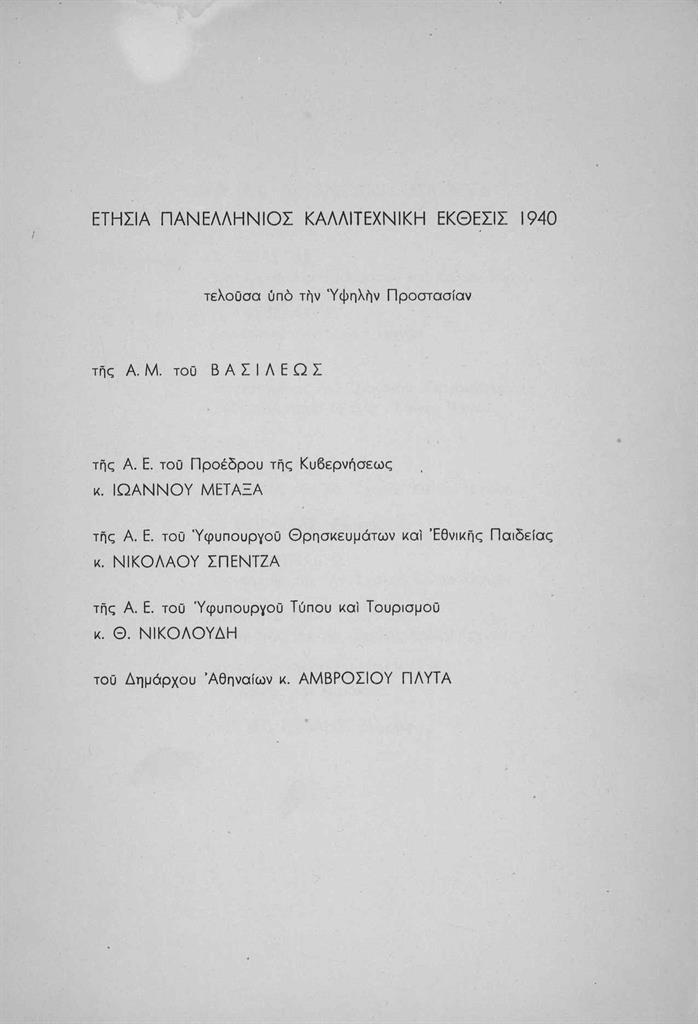 ΕΤΗΣΙΑ ΠΑΝΕΛΛΗΝΙΟΣ ΚΑΛΛΙΤΕΧΝΙΚΗ ΕΚΘΕΣΙΣ 1940
τελοῦσα ὑπὸ τὴν Ὑψηλὴν Προστασίαν
τῆς Α. Μ. τοῦ ΒΑΣΙΛΕΩΣ
τῆς Α. Ε. τοῦ Προέδρου τῆς Κυβερνήσεως
κ. ΙΩΑΝΝΟΥ ΜΕΤΑΞΑ
τῆς Α. Ε. τοῦ Ὑφυπουργοῦ Θρησκευμάτων καὶ Ἐθνικῆς Παιδείας
κ. ΝΙΚΟΛΑΟΥ ΣΠΕΝΤΖΑ
τῆς Α. Ε. τοῦ Ὑφυπουργοῦ Τύπου καὶ Τουρισμοῦ
κ. Θ. ΝΙΚΟΛΟΥΔΗ
τοῦ Δημάρχου Ἀθηναίων κ. ΑΜΒΡΟΣΙΟΥ ΠΛΥΤΑ